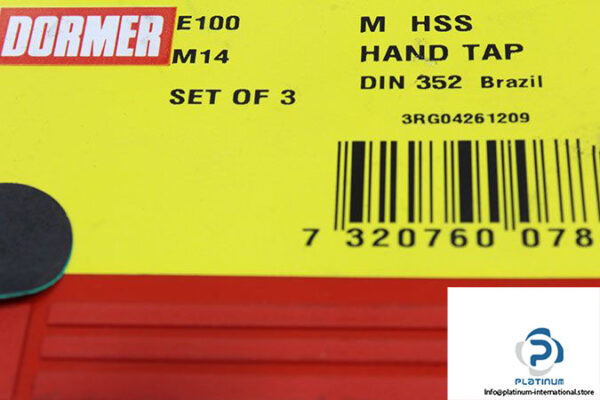 DORMER
E100
M14
SET OF 3
M HSS
HAND TAP
DIN 352 Brazil
3RG04261209
7 320760 078
PLATINUM
Info@platinum-international.store